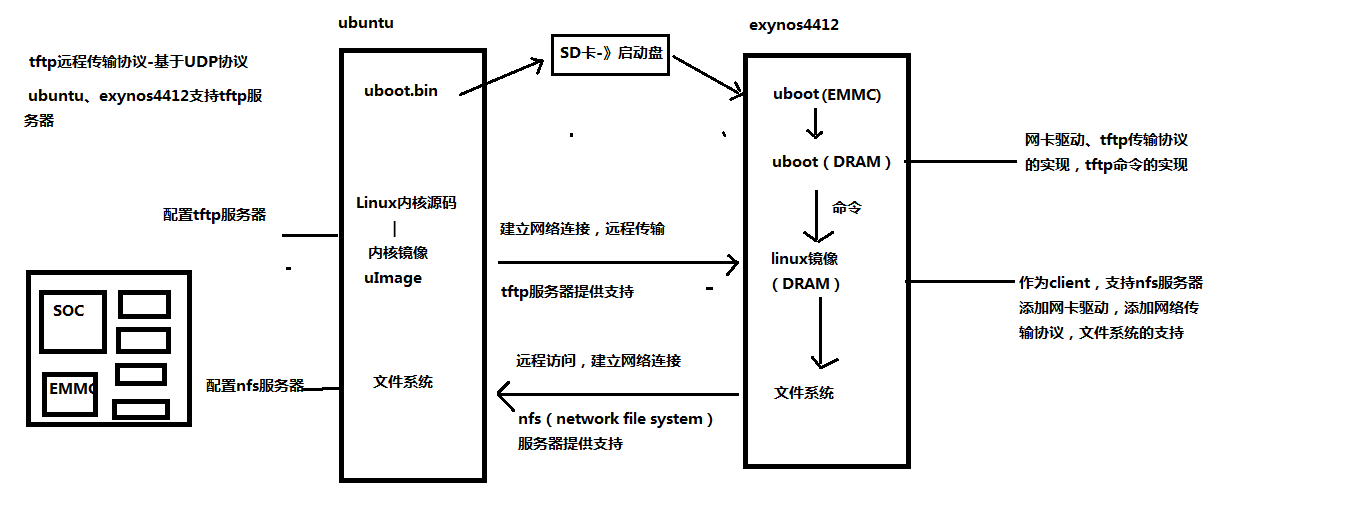 ubuntu
exynos4412
tftp远程传输协议-基于UDP协议
ubuntu、exynos4412支持tftp服
务器
SD卡-》启动盘
uboot.bin
uboot(EMMC)
uboot（DRAM）
网卡驱动、tftp传输协议
的实现，tftp命令的实现
配置tftp服务器
Linux内核源码
|
内核镜像
uImage
建立网络连接，远程传输
tftp服务器提供支持
命令
linux镜像
（DRAM）
作为client，支持nfs服务器
添加网卡驱动，添加网络传
输协议，文件系统的支持
SOC
EMMC
配置nfs服务器
文件系统
远程访问，建立网络连接
nfs（network file system）
服务器提供支持
文件系统